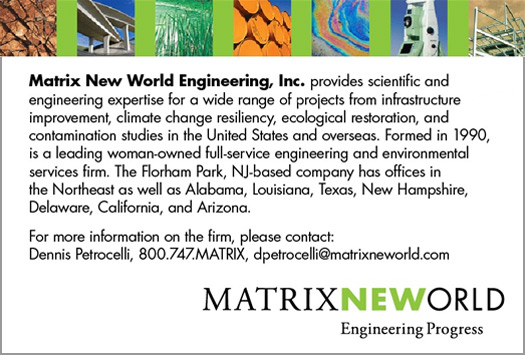 Matrix New World Engineering, Inc. provides scientific and
engineering expertise for a wide range of projects from infrastructure
improvement, climate change resiliency, ecological restoration, and
contamination studies in the United States and overseas. Formed in 1990,
is a leading woman-owned full-service engineering and environmental
services firm. The Florham Park, NJ-based company has offices in
the Northeast as well as Alabama, Louisiana, Texas, New Hampshire,
Delaware, California, and Arizona.
For more information on the firm, please contact:
Dennis Petrocelli, 800.747.MATRIX, dpetrocelli@matrixneworld.com
MATRIXNEWORLD
Engineering Progress